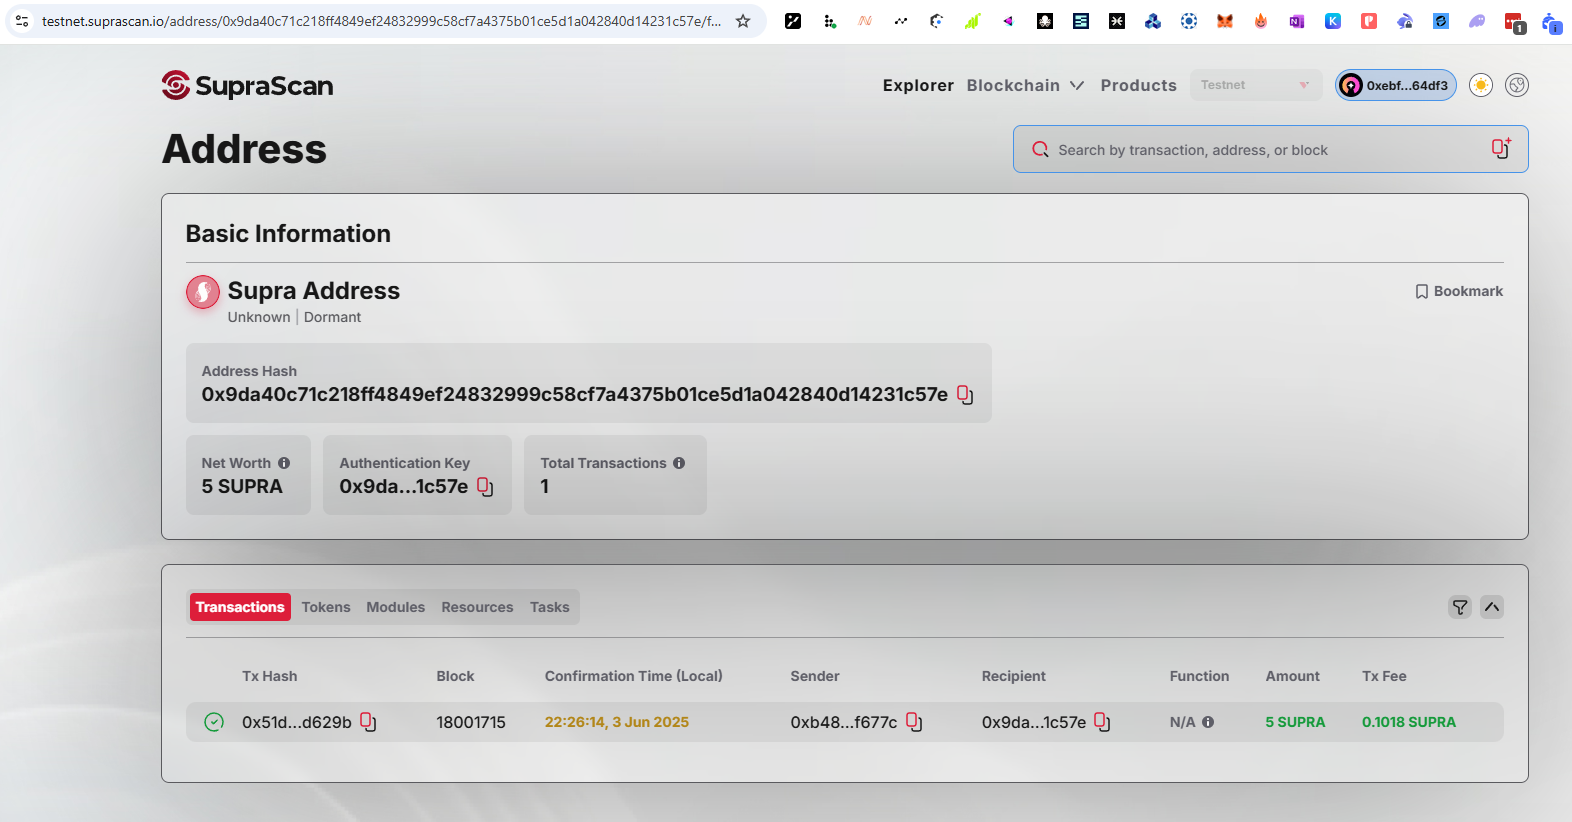 testnet.suprascan.io/address/0x9da40c71c218ff4849ef24832999c58cf7a4375b01ce5d1a042840d14231c57e/f...
N K P 1 i
SupraScan
Explorer Blockchain Products Testnet 0xebf...64df3
Address
Search by transaction, address, or block
Basic Information
Supra Address
Bookmark
Unknown | Dormant
Address Hash
0x9da40c71c218ff4849ef24832999c58cf7a4375b01ce5d1a042840d14231c57e
Net Worth
5 SUPRA
Authentication Key
0x9da...1c57e
Total Transactions
1
Transactions Tokens Modules Resources Tasks
Tx Hash Block Confirmation Time (Local) Sender Recipient Function Amount Tx Fee
0x51d...d629b 18001715 22:26:14, 3 Jun 2025 0xb48...f677c 0x9da...1c57e N/A 5 SUPRA 0.1018 SUPRA